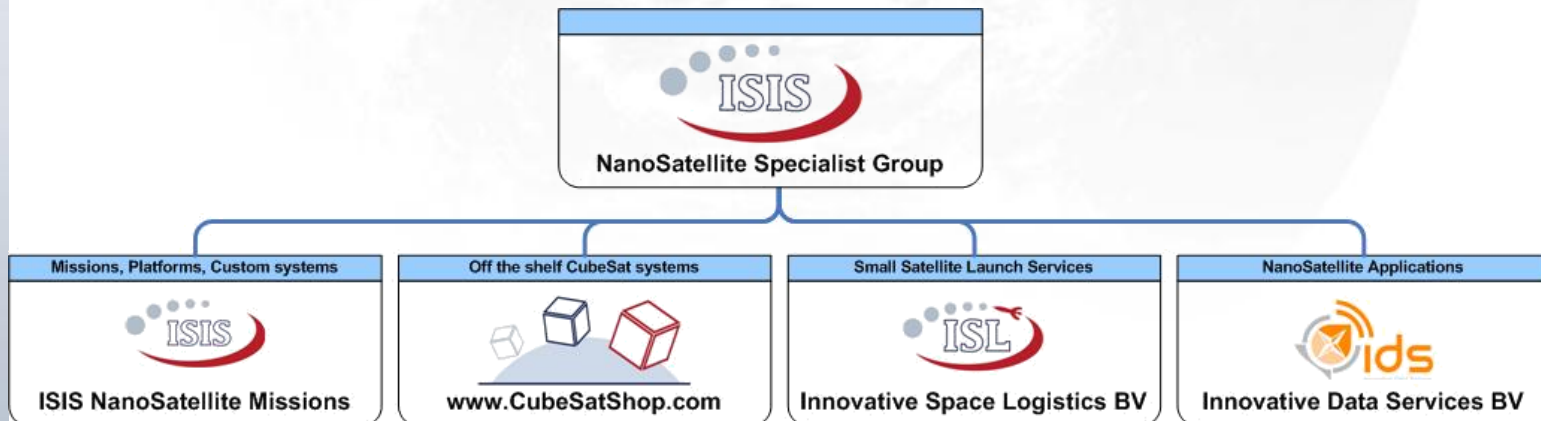 ISIS
NanoSatellite Specialist Group
Missions, Platforms, Custom systems
ISIS
ISIS NanoSatellite Missions
Off the shelf CubeSat systems
www.CubeSatShop.com
Small Satellite Launch Services
ISL
Innovative Space Logistics BV
NanoSatellite Applications
ids
Innovative Data Services BV